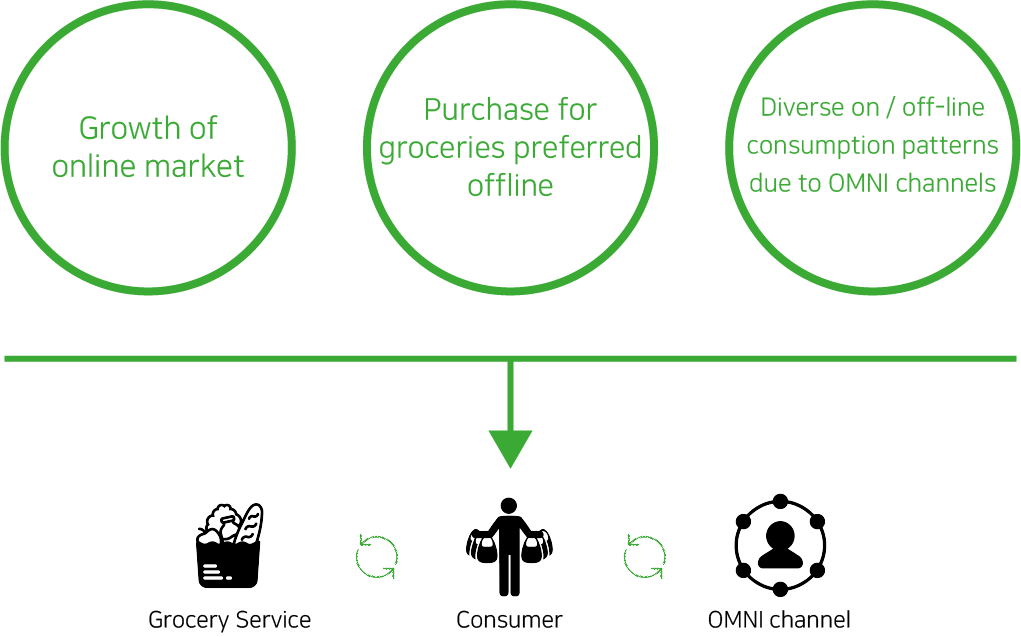 Growth of
online market
Purchase for
groceries preferred
offline
Diverse on / off-line
consumption patterns
due to OMNI channels
Grocery Service
Consumer
OMNI channel